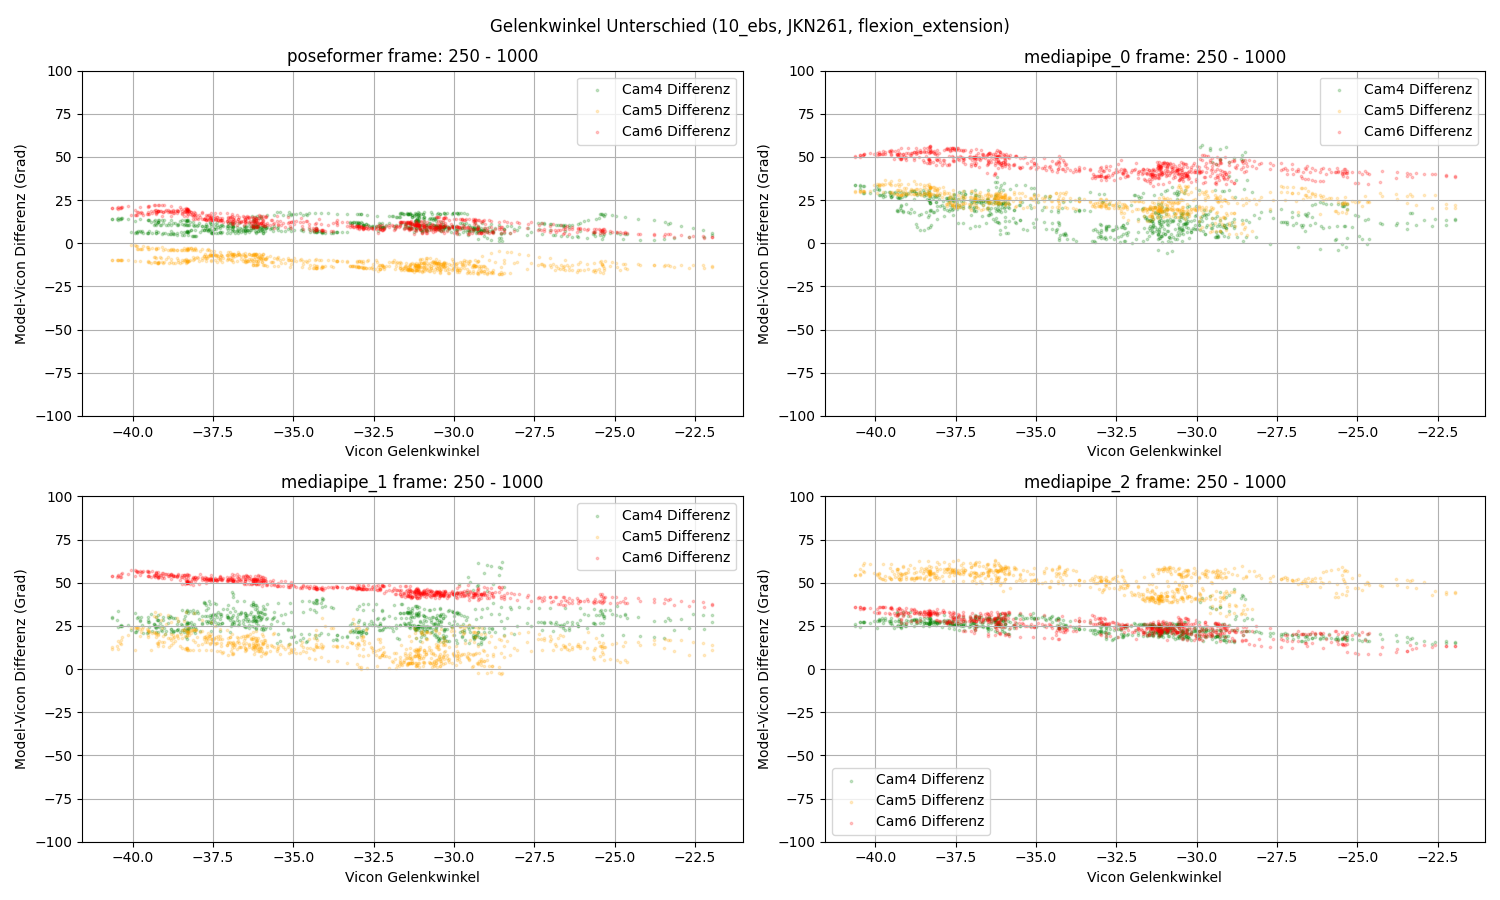 Gelenkwinkel Unterschied (10_ebs, JKN261, flexion_extension)
poseformer frame: 250 - 1000
100
75
50
25
0
−25
−50
−75
−100
Model-Vicon Differenz (Grad)
Cam4 Differenz
Cam5 Differenz
Cam6 Differenz
−40.0 −37.5 −35.0 −32.5 −30.0 −27.5 −25.0 −22.5
Vicon Gelenkwinkel
mediapipe_0 frame: 250 - 1000
100
75
50
25
0
−25
−50
−75
−100
Model-Vicon Differenz (Grad)
Cam4 Differenz
Cam5 Differenz
Cam6 Differenz
−40.0 −37.5 −35.0 −32.5 −30.0 −27.5 −25.0 −22.5
Vicon Gelenkwinkel
mediapipe_1 frame: 250 - 1000
100
75
50
25
0
−25
−50
−75
−100
Model-Vicon Differenz (Grad)
Cam4 Differenz
Cam5 Differenz
Cam6 Differenz
−40.0 −37.5 −35.0 −32.5 −30.0 −27.5 −25.0 −22.5
Vicon Gelenkwinkel
mediapipe_2 frame: 250 - 1000
100
75
50
25
0
−25
−50
−75
−100
Model-Vicon Differenz (Grad)
Cam4 Differenz
Cam5 Differenz
Cam6 Differenz
−40.0 −37.5 −35.0 −32.5 −30.0 −27.5 −25.0 −22.5
Vicon Gelenkwinkel